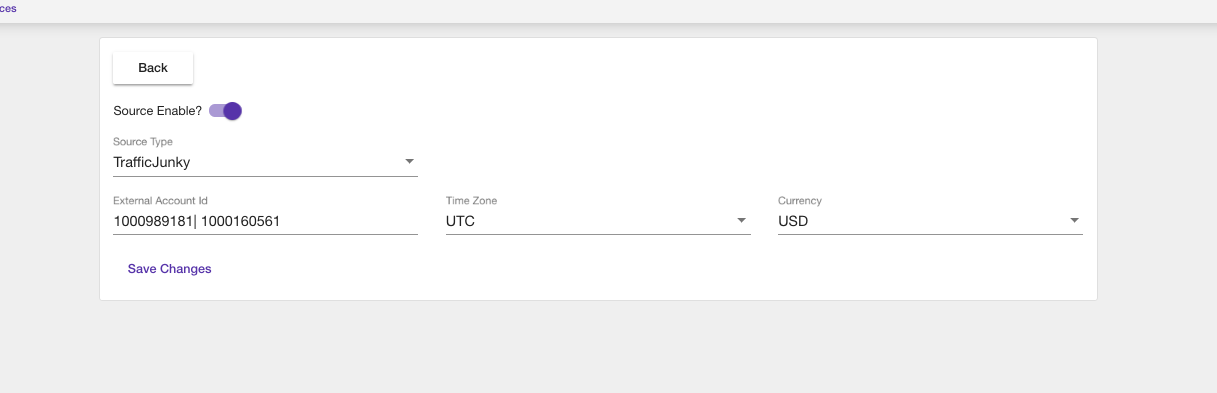 ces
Back
Source Enable?
Source Type
TrafficJunky
External Account Id
1000989181| 1000160561
Time Zone
UTC
Currency
USD
Save Changes